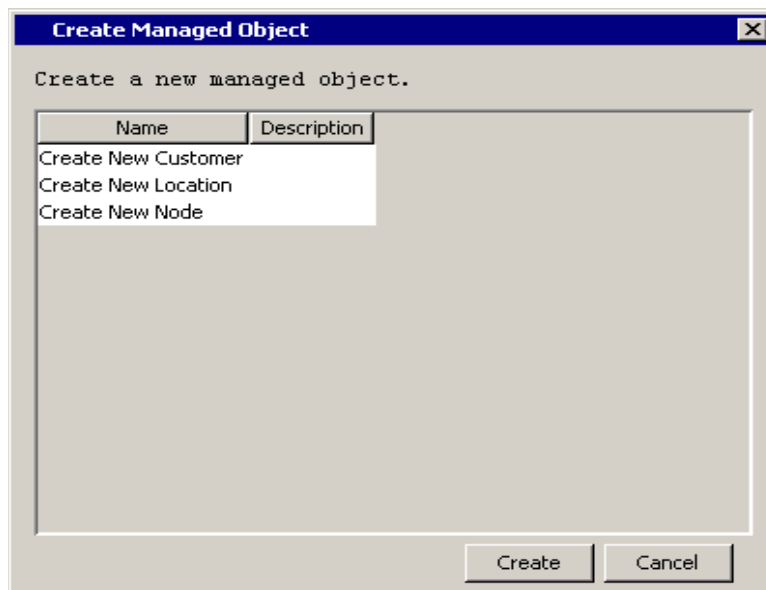 Create Managed Object
Create a new managed object.
Name Description
Create New Customer
Create New Location
Create New Node
Create Cancel